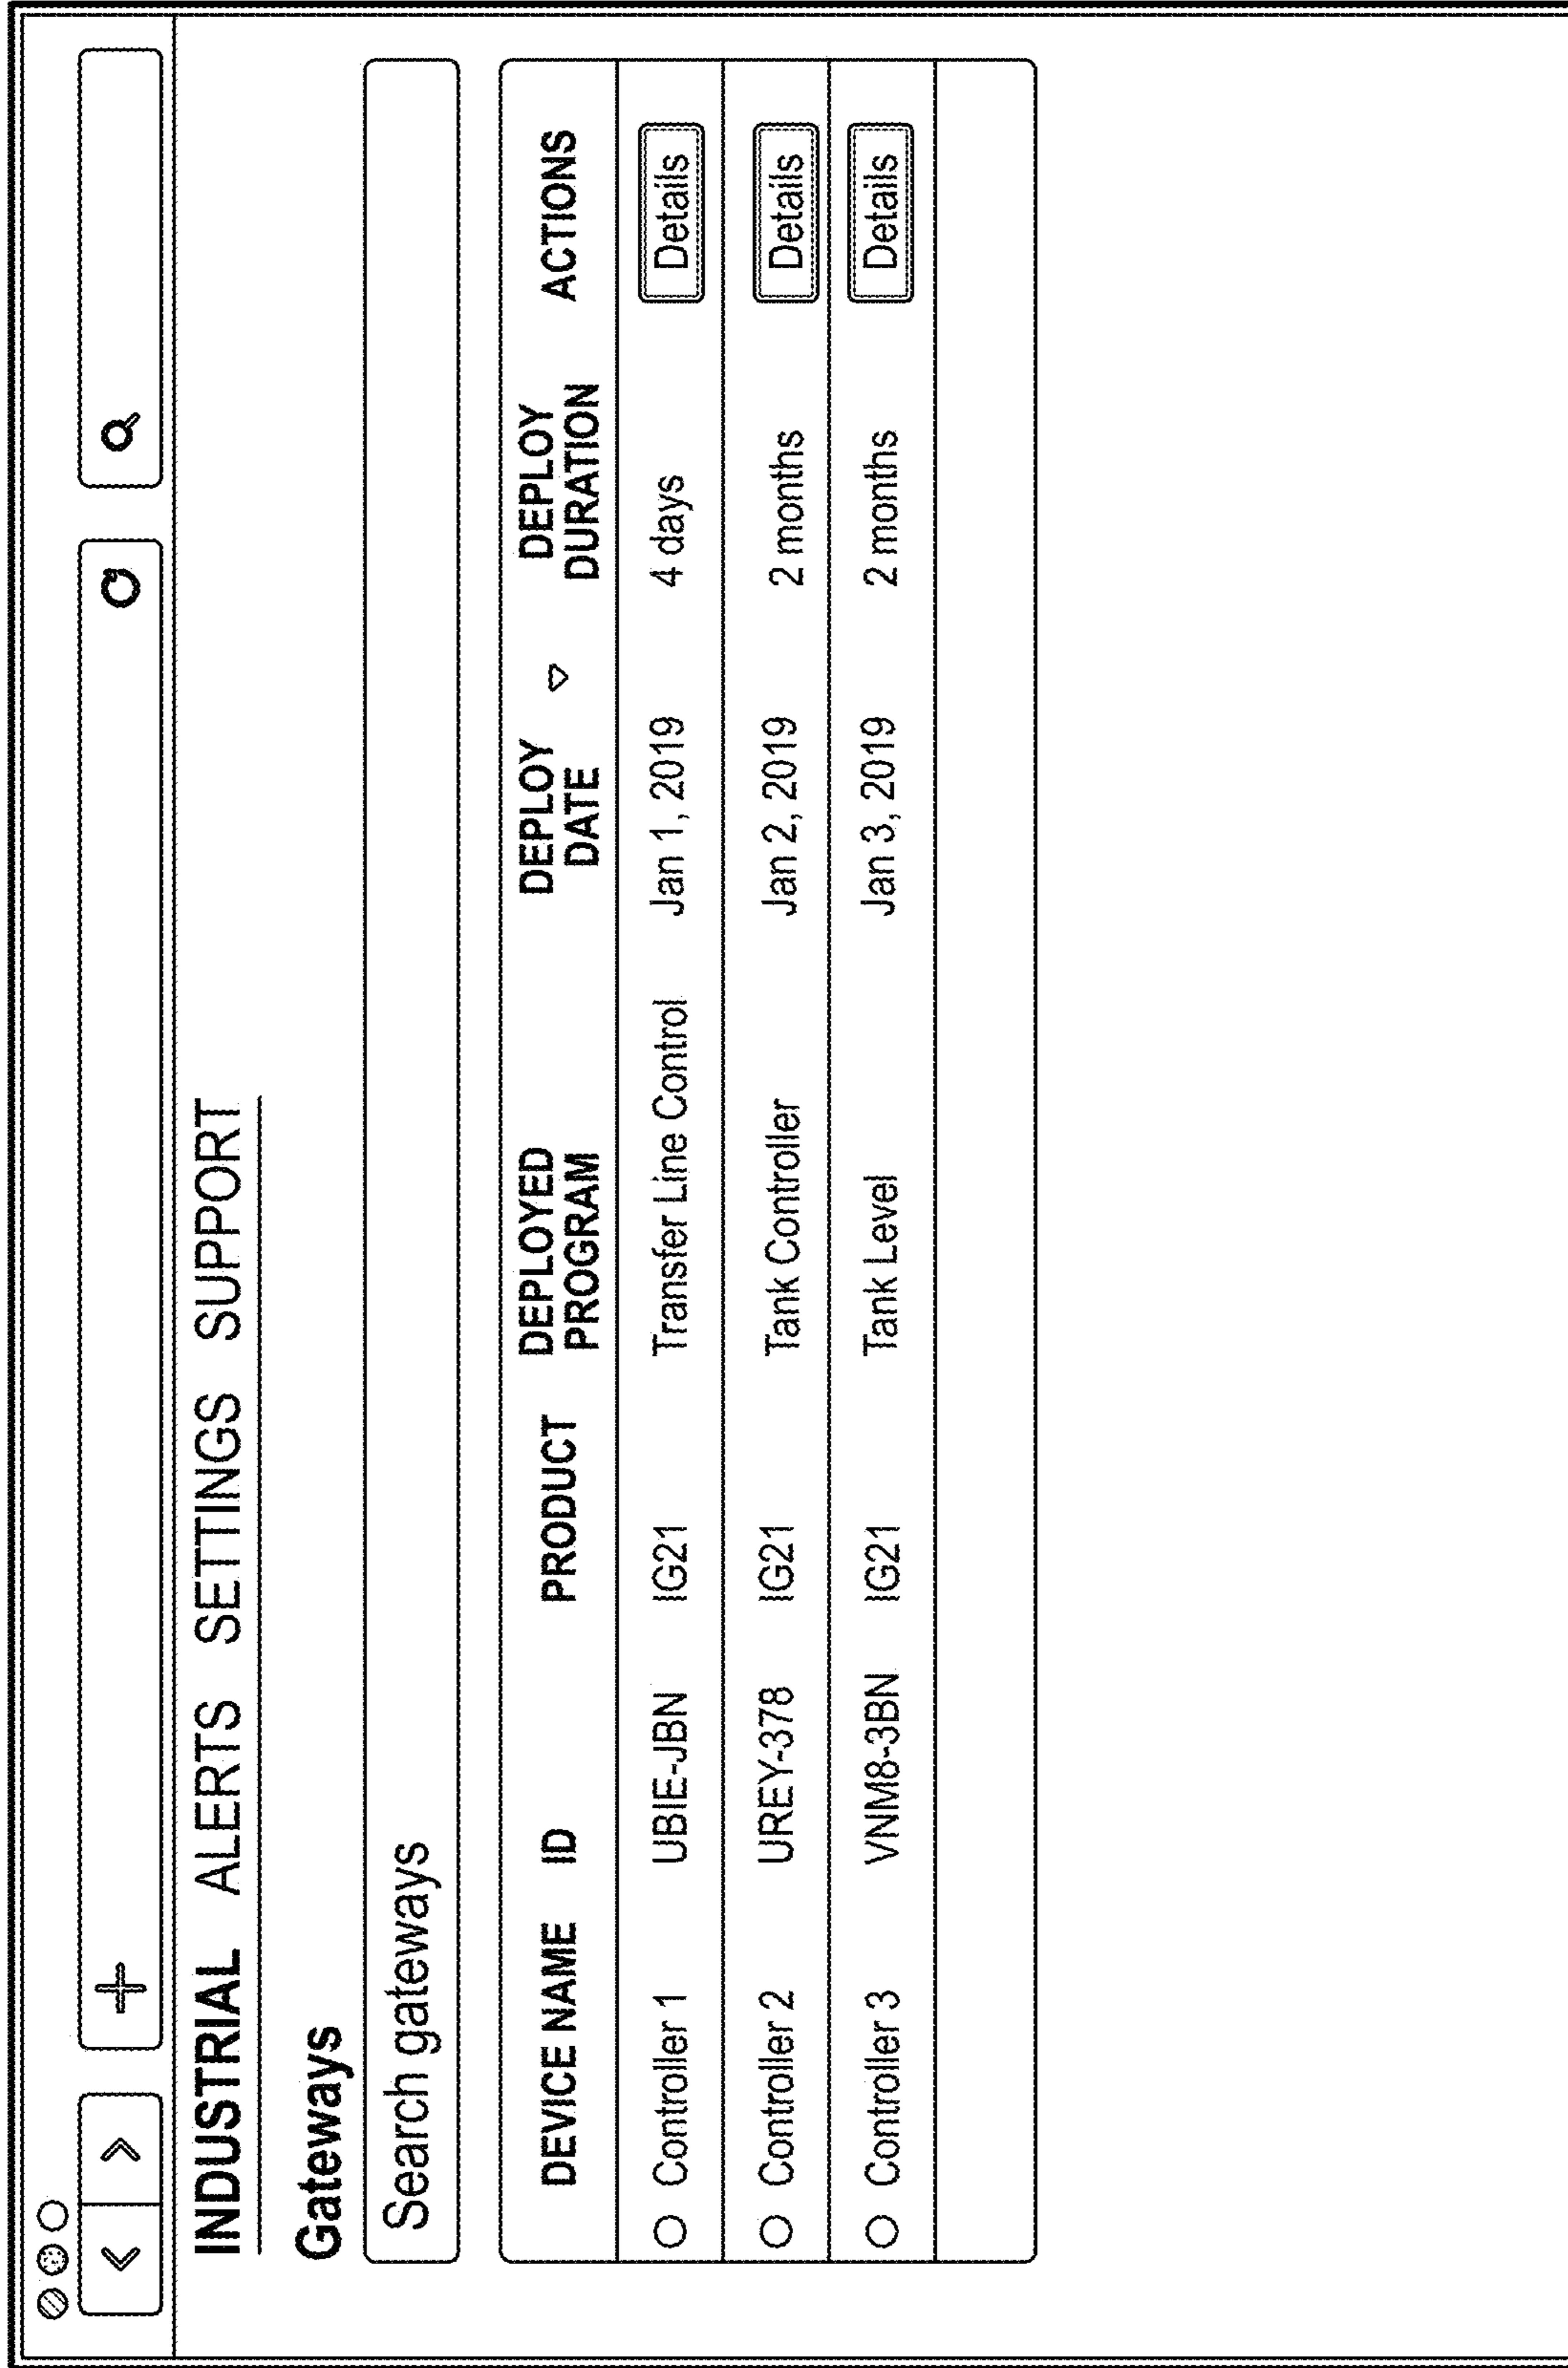 INDUSTRIAL ALERTS SETTINGS SUPPORT
Gateways
Search gateways
DEVICE NAME ID PRODUCT DEPLOYED PROGRAM DEPLOY DATE DEPLOY DURATION ACTIONS
Controller 1 UBIE-JBN IG21 Transfer Line Control Jan 1, 2019 4 days Details
Controller 2 UREY-378 IG21 Tank Controller Jan 2, 2019 2 months Details
Controller 3 VNM8-3BN IG21 Tank Level Jan 3, 2019 2 months Details